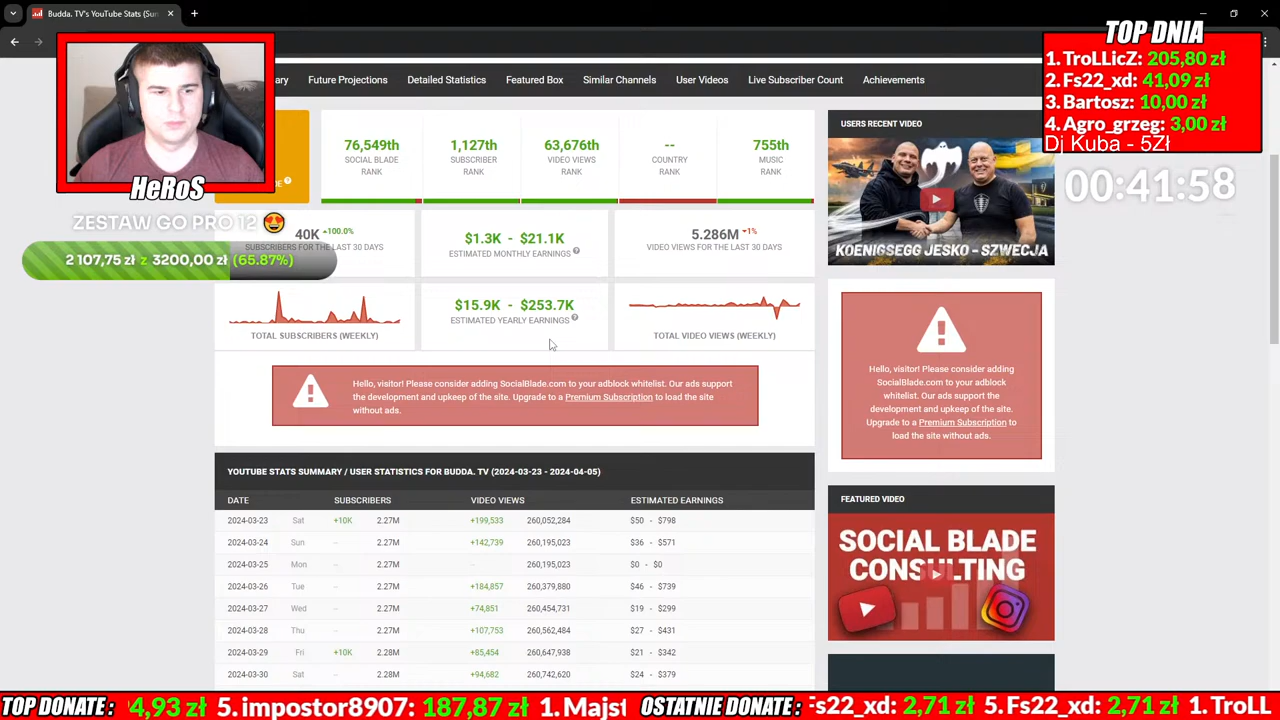 Budda. TV's YouTube Stats (Sun
TOP DNIA
1. TroLLicZ: 205,80 zł
2. Fs22_xd: 41,09 zł
3. Bartosz: 10,00 zł
4. Agro_grzeg: 3,00 zł
Dj Kuba - 5Zł
00:41:58
HeRoS
ZESTAW GO PRO 12 😍
2 107,75 zł z 3200,00 zł (65.87%)
Future Projections Detailed Statistics Featured Box Similar Channels User Videos Live Subscriber Count Achievements
76,549th 1,127th 63,676th -- 755th
SOCIAL BLADE RANK SUBSCRIBER RANK VIDEO VIEWS RANK COUNTRY RANK MUSIC RANK
40K +100.0% $1.3K - $21.1K 5.286M -1%
SUBSCRIBERS FOR THE LAST 30 DAYS ESTIMATED MONTHLY EARNINGS VIDEO VIEWS FOR THE LAST 30 DAYS
$15.9K - $253.7K
ESTIMATED YEARLY EARNINGS
TOTAL SUBSCRIBERS (WEEKLY) TOTAL VIDEO VIEWS (WEEKLY)
Hello, visitor! Please consider adding SocialBlade.com to your adblock whitelist. Our ads support
the development and upkeep of the site. Upgrade to a Premium Subscription to load the site
without ads.
YOUTUBE STATS SUMMARY / USER STATISTICS FOR BUDDA. TV (2024-03-23 - 2024-04-05)
DATE SUBSCRIBERS VIDEO VIEWS ESTIMATED EARNINGS
2024-03-23 Sat +10K 2.27M +199,533 260,052,284 $50 - $798
2024-03-24 Sun -- 2.27M +142,739 260,195,023 $36 - $571
2024-03-25 Mon -- 2.27M -- 260,195,023 $0 - $0
2024-03-26 Tue -- 2.27M +184,857 260,379,880 $46 - $739
2024-03-27 Wed -- 2.27M +74,851 260,454,731 $19 - $299
2024-03-28 Thu -- 2.27M +107,753 260,562,484 $27 - $431
2024-03-29 Fri +10K 2.28M +85,454 260,647,938 $21 - $342
2024-03-30 Sat -- 2.28M +94,682 260,742,620 $24 - $379
USERS RECENT VIDEO
KOENIGSEGG JESKO - SZWECJA
Hello, visitor! Please consider adding
SocialBlade.com to your adblock
whitelist. Our ads support the
development and upkeep of the site.
Upgrade to a Premium Subscription to
load the site without ads.
FEATURED VIDEO
SOCIAL BLADE
CONSULTING
TOP DONATE : 4,93 zł 5. impostor8907: 187,87 zł 1. Majst OSTATNIE DONATE : Fs22_xd: 2,71 zł 5. Fs22_xd: 2,71 zł 1. TroLL